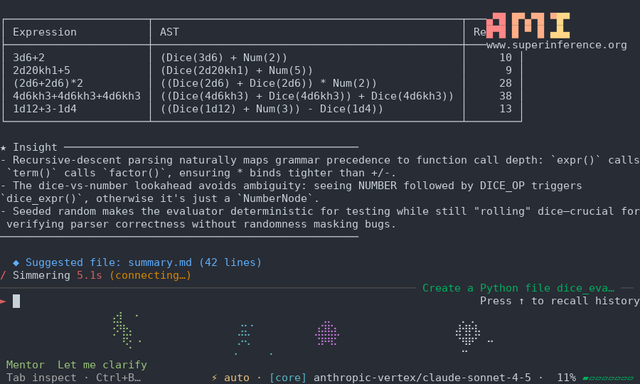 AMI
www.superinference.org
Expression AST Re
3d6+2 (Dice(3d6) + Num(2)) 10
2d20kh1+5 (Dice(2d20kh1) + Num(5)) 9
(2d6+2d6)*2 ((Dice(2d6) + Dice(2d6)) * Num(2)) 28
4d6kh3+4d6kh3+4d6kh3 ((Dice(4d6kh3) + Dice(4d6kh3)) + Dice(4d6kh3)) 38
1d12+3-1d4 ((Dice(1d12) + Num(3)) - Dice(1d4)) 13
★ Insight
- Recursive-descent parsing naturally maps grammar precedence to function call depth: `expr()` calls
`term()` calls `factor()`, ensuring * binds tighter than +/-.
- The dice-vs-number lookahead avoids ambiguity: seeing NUMBER followed by DICE_OP triggers
`dice_expr()`, otherwise it's just a `NumberNode`.
- Seeded random makes the evaluator deterministic for testing while still "rolling" dice—crucial for
verifying parser correctness without randomness masking bugs.
◆ Suggested file: summary.md (42 lines)
/ Simmering 5.1s (connecting…)
Create a Python file dice_eva…
Press ↑ to recall history
Mentor Let me clarify
Tab inspect · Ctrl+B… ⚡ auto · [core] anthropic-vertex/claude-sonnet-4-5 · 11%